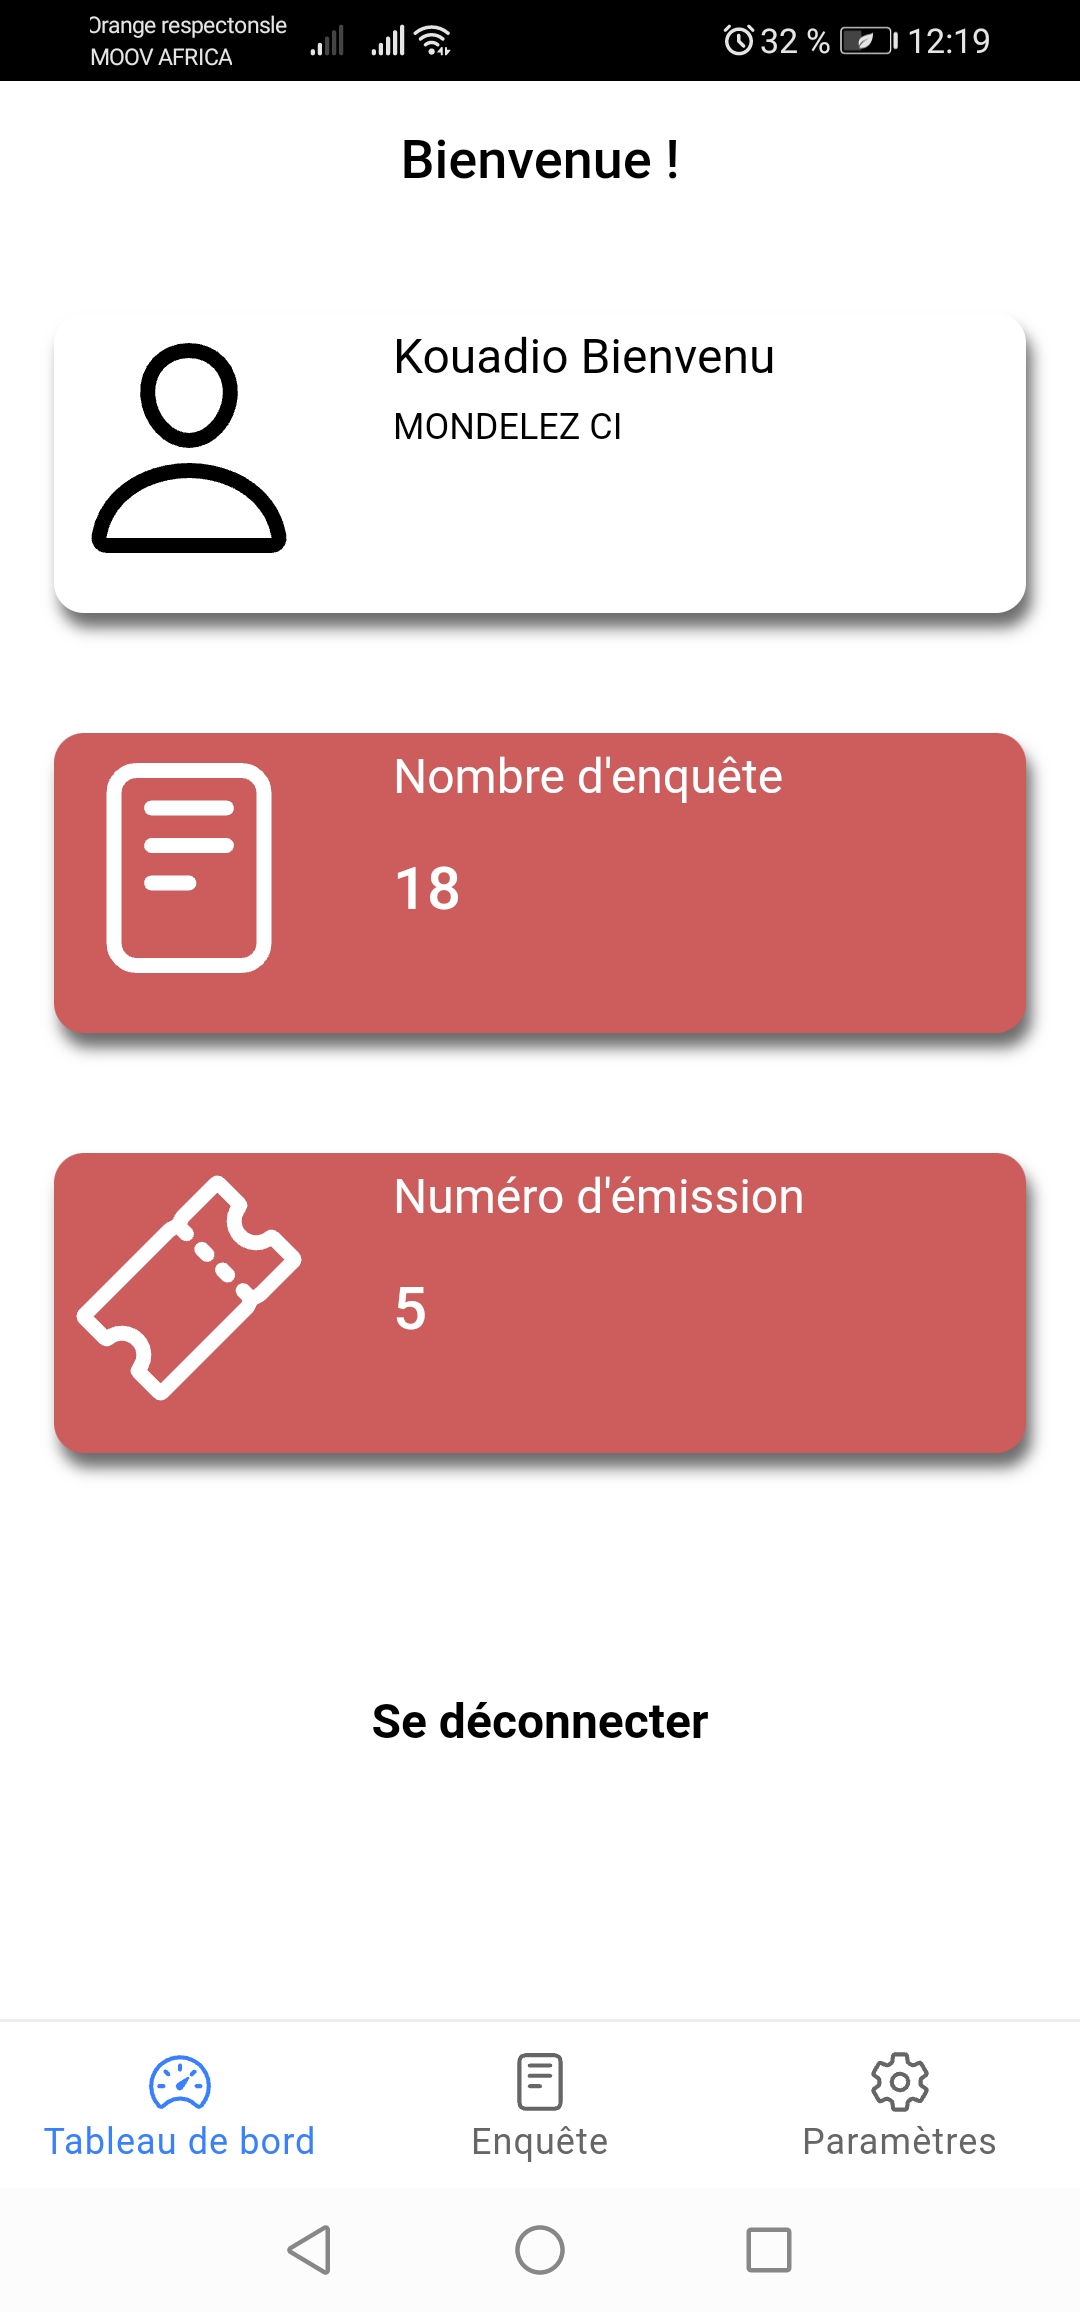 Orange respectonsle
MOOV AFRICA
32 %
12:19
Bienvenue !
Kouadio Bienvenu
MONDELEZ CI
Nombre d'enquête
18
Numéro d'émission
5
Se déconnecter
Tableau de bord
Enquête
Paramètres